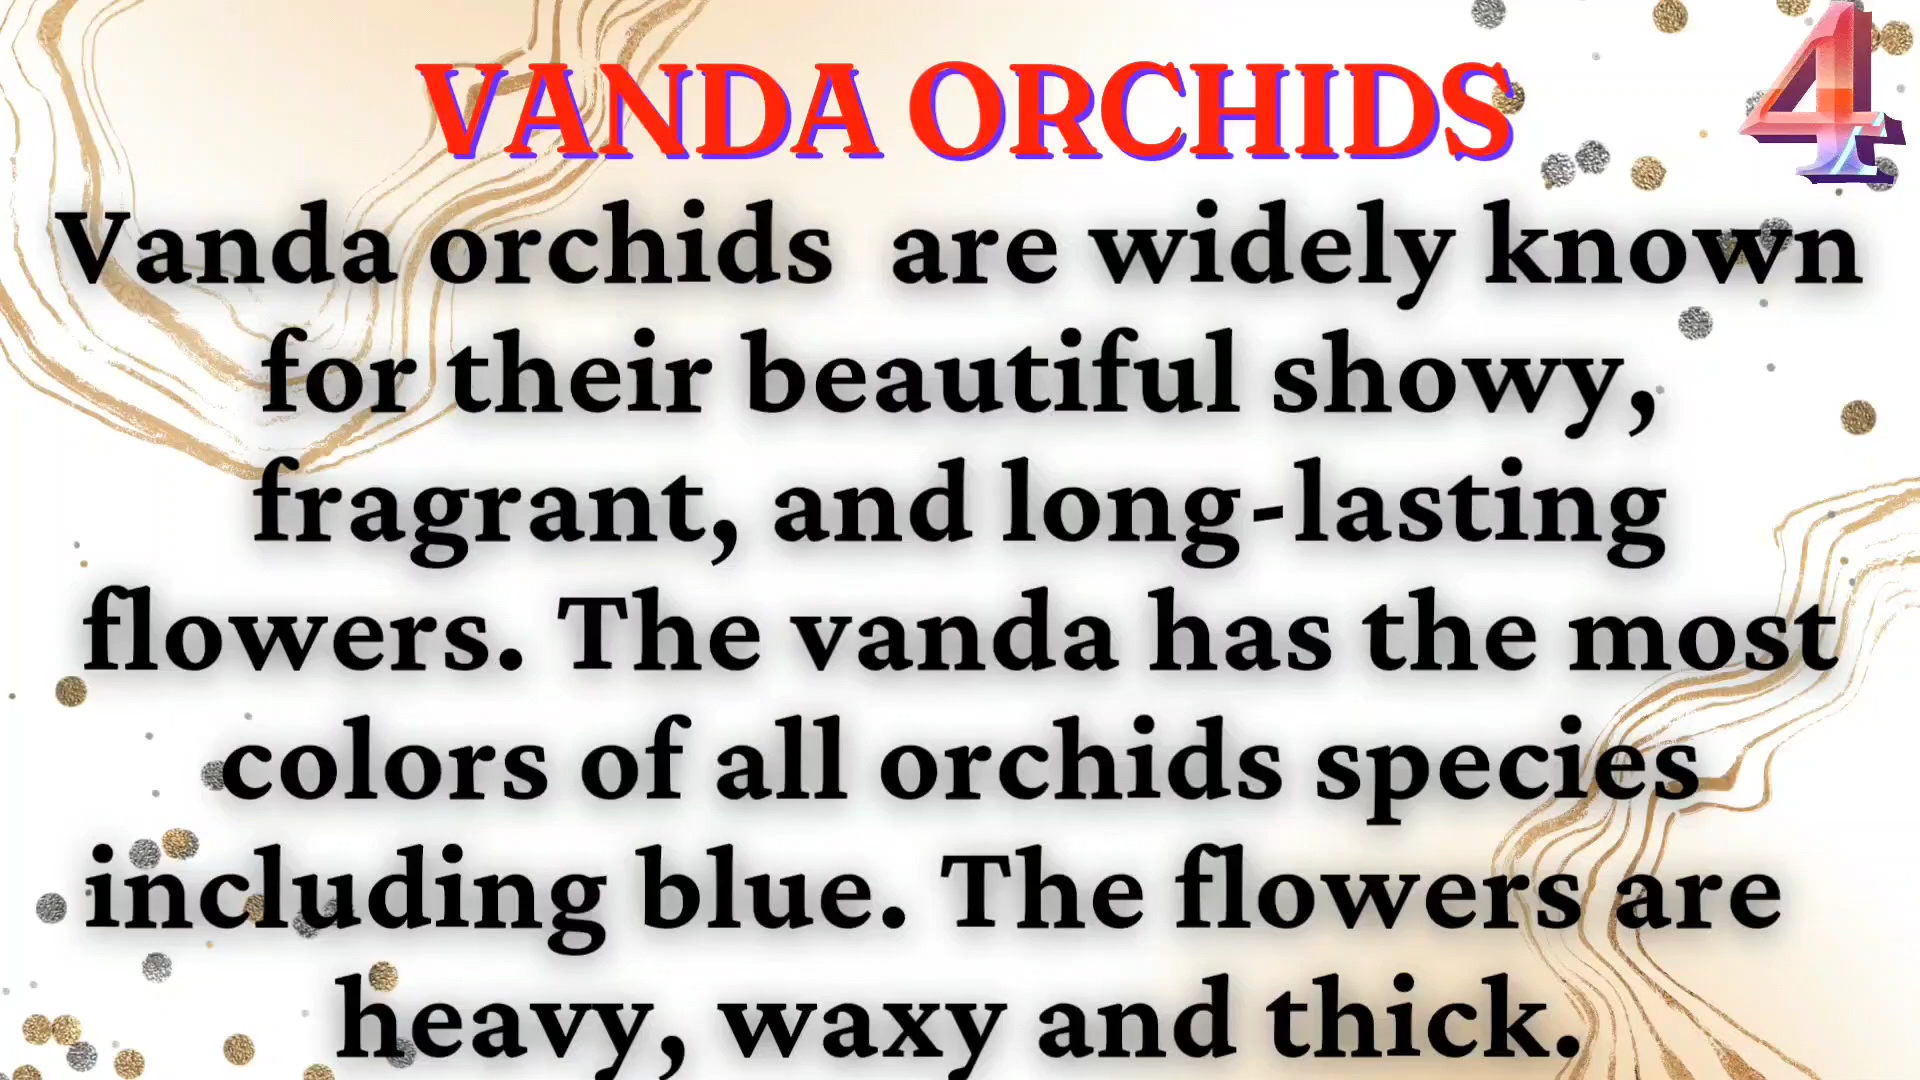 VANDA ORCHIDS
4
Vanda orchids are widely known
for their beautiful showy,
fragrant, and long-lasting
flowers. The vanda has the most
colors of all orchids species
including blue. The flowers are
heavy, waxy and thick.